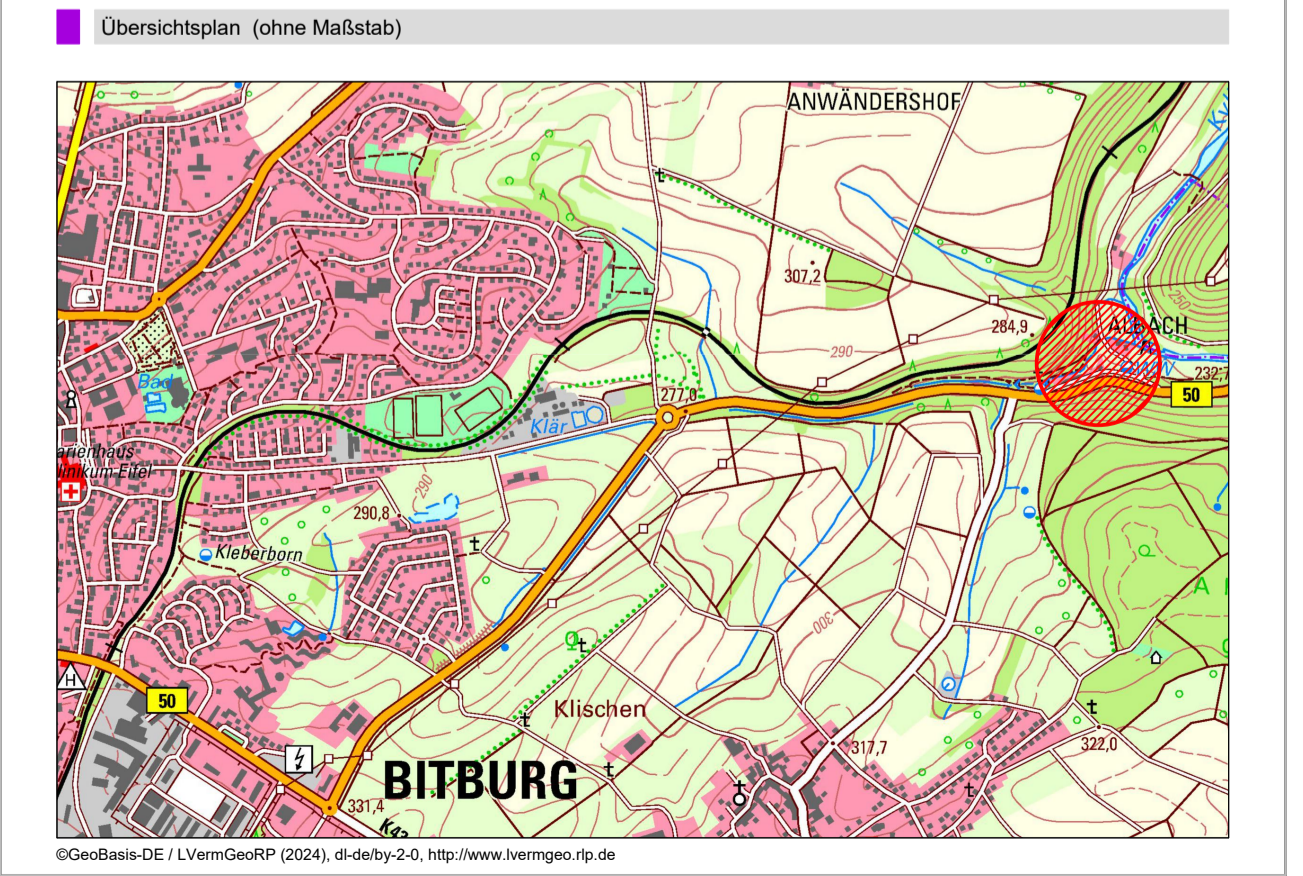 Übersichtsplan (ohne Maßstab)
ANWÄNDERSHOF
307,2
284,9
250
290
ALBACH
232,7
50
277,0
Bad
Klär
arienhaus
linikum-Eifel
290
290,8
Kleberborn
300
H
50
Klischen
317,7
322,0
BITBURG
331,4
K43
©GeoBasis-DE / LVermGeoRP (2024), dl-de/by-2-0, http://www.lvermgeo.rlp.de